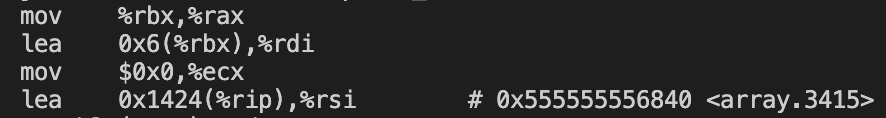 mov %rbx,%rax
lea 0x6(%rbx),%rdi
mov $0x0,%ecx
lea 0x1424(%rip),%rsi # 0x555555556840 <array.3415>